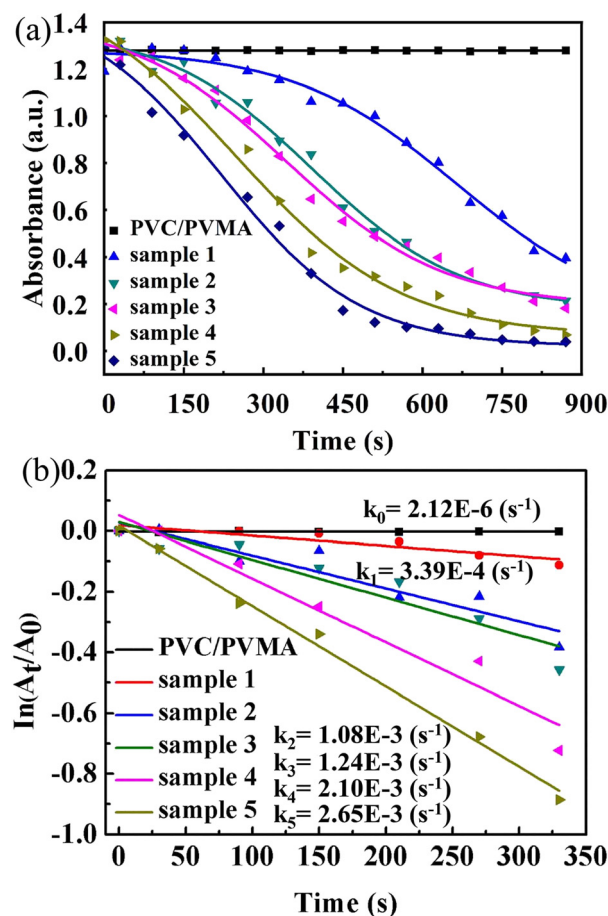 (a)
1.4
1.2
1.0
0.8
0.6
0.4
0.2
0.0
Absorbance (a.u.)
PVC/PVMA
sample 1
sample 2
sample 3
sample 4
sample 5
0 150 300 450 600 750 900
Time (s)
(b)
0.2
0.0
-0.2
-0.4
-0.6
-0.8
-1.0
In(At/A0)
k0= 2.12E-6 (s-1)
k1= 3.39E-4 (s-1)
PVC/PVMA
sample 1
sample 2
sample 3
sample 4
sample 5
k2= 1.08E-3 (s-1)
k3= 1.24E-3 (s-1)
k4= 2.10E-3 (s-1)
k5= 2.65E-3 (s-1)
0 50 100 150 200 250 300 350
Time (s)